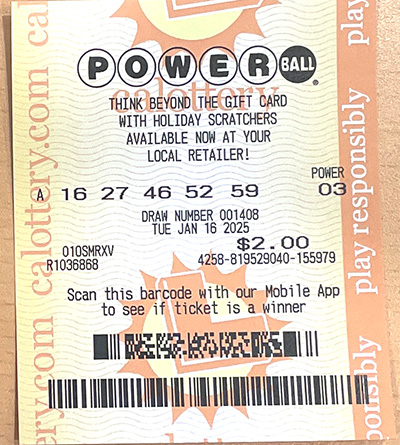 POWERBALL
THINK BEYOND THE GIFT CARD
WITH HOLIDAY SCRATCHERS
AVAILABLE NOW AT YOUR
LOCAL RETAILER!
POWER
A 16 27 46 52 59 03
DRAW NUMBER 001408
TUE JAN 16 2025
$2.00
010SMRXV
R1036868 4258-819529040-155979
Scan this barcode with our Mobile App
to see if ticket is a winner
calottery.com
calottery
play responsibly